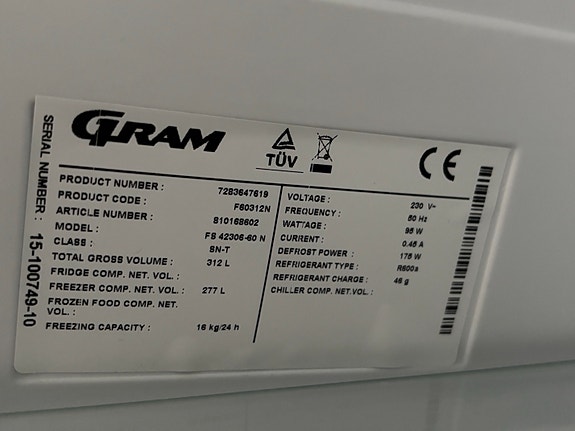 GRAM
TÜV
CE
SERIAL NUMBER : 15-100749-10
PRODUCT NUMBER : 7283647619
PRODUCT CODE : F60312N
ARTICLE NUMBER : 810168602
MODEL : FS 42306-60 N
CLASS : SN-T
TOTAL GROSS VOLUME : 312 L
FRIDGE COMP. NET VOL. :
FREEZER COMP. NET VOL. : 277 L
FROZEN FOOD COMP. NET.
VOL. :
FREEZING CAPACITY : 16 kg/24 h
VOLTAGE : 230 V~
FREQUENCY : 50 Hz
WATTAGE : 95 W
CURRENT : 0.45 A
DEFROST POWER : 175 W
REFRIGERANT TYPE : R600a
REFRIGERANT CHARGE : 46 g
CHILLER COMP. NET.VOL. :